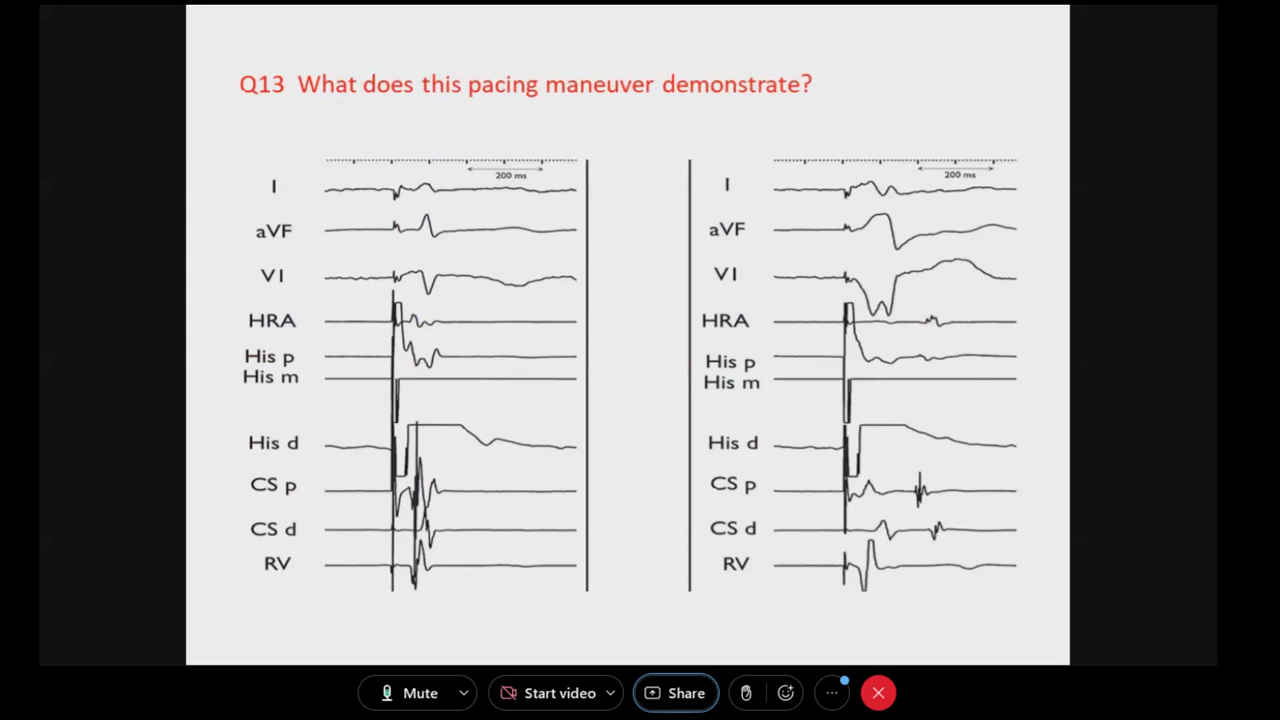 Q13 What does this pacing maneuver demonstrate?
200 ms
I
aVF
V1
HRA
His p
His m
His d
CS p
CS d
RV
200 ms
I
aVF
V1
HRA
His p
His m
His d
CS p
CS d
RV
Mute
Start video
Share